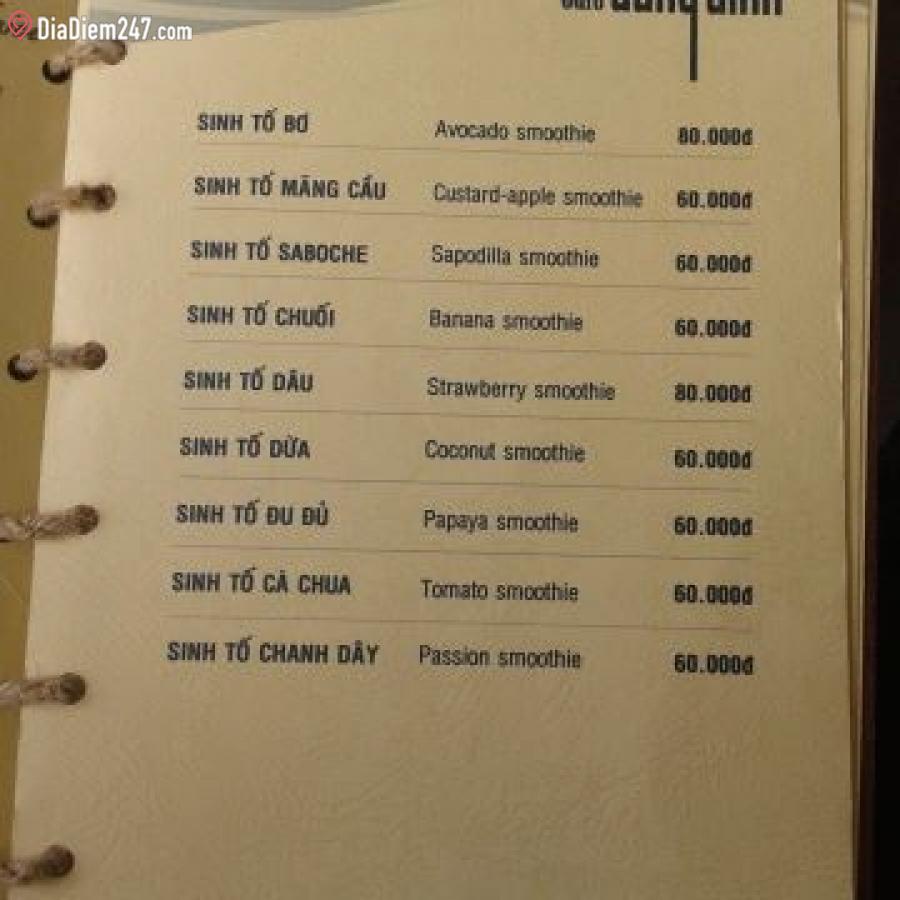 DiaDiem247.com
SINH TỐ BƠ Avocado smoothie 80.000đ
SINH TỐ MÃNG CẦU Custard-apple smoothie 60.000đ
SINH TỐ SABOCHE Sapodilla smoothie 60.000đ
SINH TỐ CHUỐI Banana smoothie 60.000đ
SINH TỐ DÂU Strawberry smoothie 80.000đ
SINH TỐ DỪA Coconut smoothie 60.000đ
SINH TỐ ĐU ĐỦ Papaya smoothie 60.000đ
SINH TỐ CÀ CHUA Tomato smoothie 60.000đ
SINH TỐ CHANH DÂY Passion smoothie 60.000đ